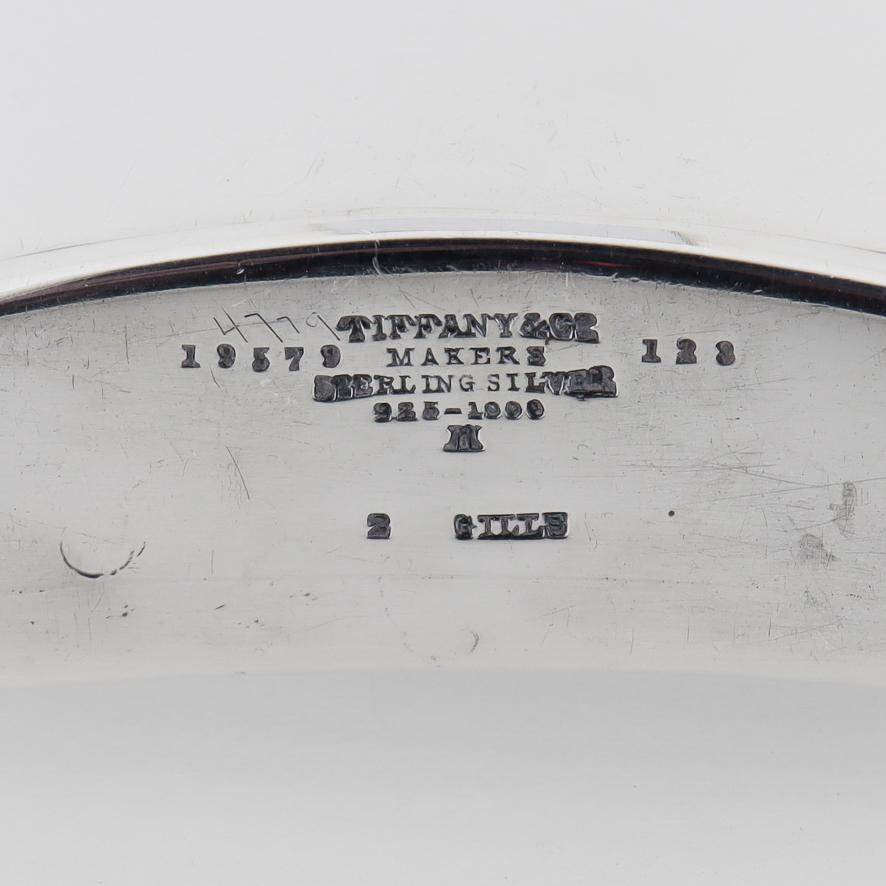 4779 TIFFANY & Co
19579 MAKERS 123
STERLING SILVER
925-1000
M
2 GILLS